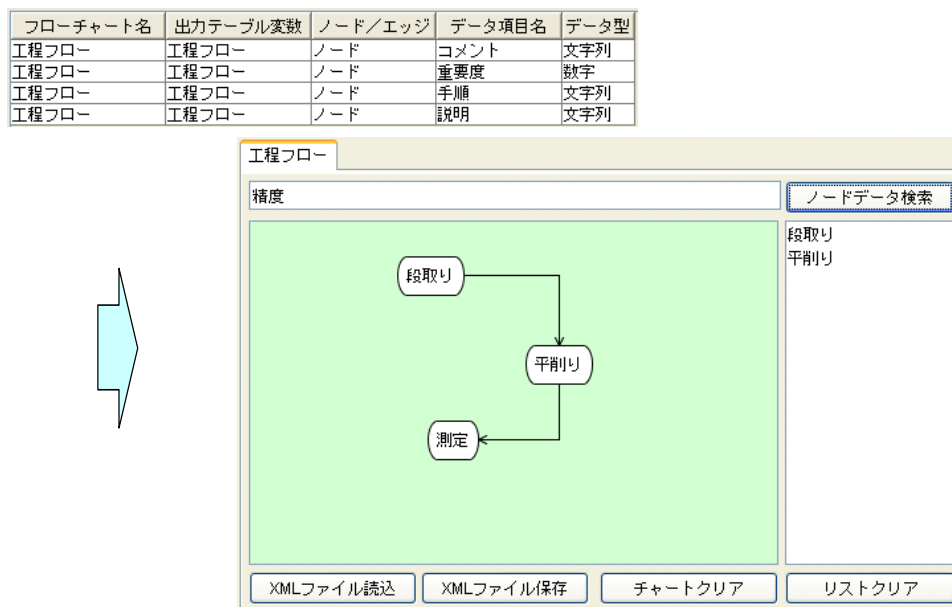 フローチャート名 出力テーブル変数 ノード／エッジ データ項目名 データ型
工程フロー 工程フロー ノード コメント 文字列
工程フロー 工程フロー ノード 重要度 数字
工程フロー 工程フロー ノード 手順 文字列
工程フロー 工程フロー ノード 説明 文字列
工程フロー
精度 ノードデータ検索
段取り
平削り
段取り
平削り
測定
XMLファイル読込 XMLファイル保存 チャートクリア リストクリア